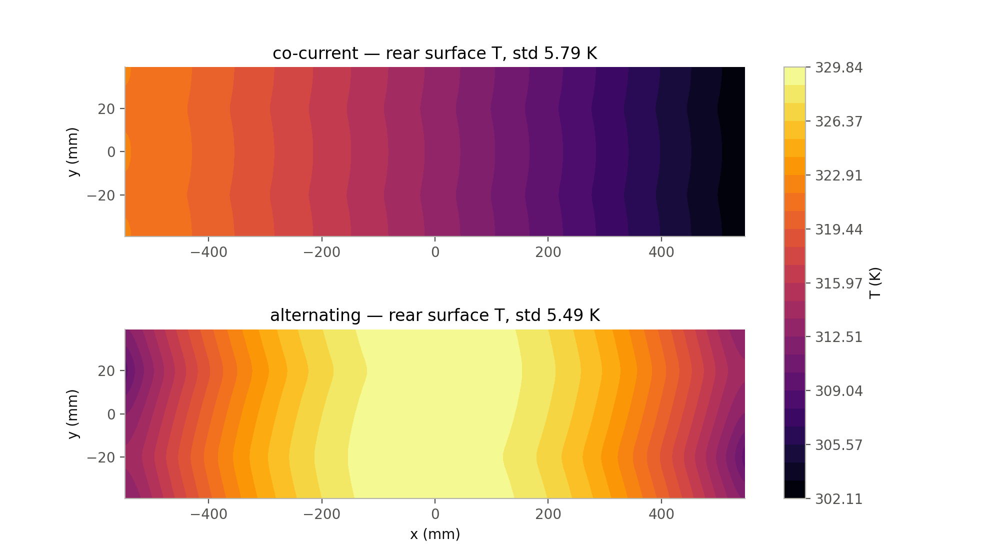 co-current — rear surface T, std 5.79 K
y (mm)
20
0
−20
−400 −200 0 200 400
alternating — rear surface T, std 5.49 K
y (mm)
20
0
−20
−400 −200 0 200 400
x (mm)
329.84
326.37
322.91
319.44
315.97
312.51
309.04
305.57
302.11
T (K)